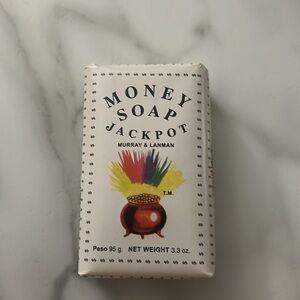 MONEY
SOAP
JACKPOT
MURRAY & LANMAN
T.M.
Peso 95 g. NET WEIGHT 3.3 oz.